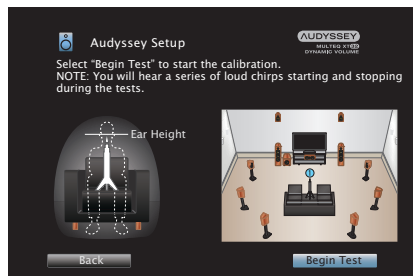 Audyssey Setup
AUDYSSEY
MULTEQ XT32
DYNAMIC VOLUME
Select “Begin Test” to start the calibration.
NOTE: You will hear a series of loud chirps starting and stopping
during the tests.
Ear Height
Back
Begin Test